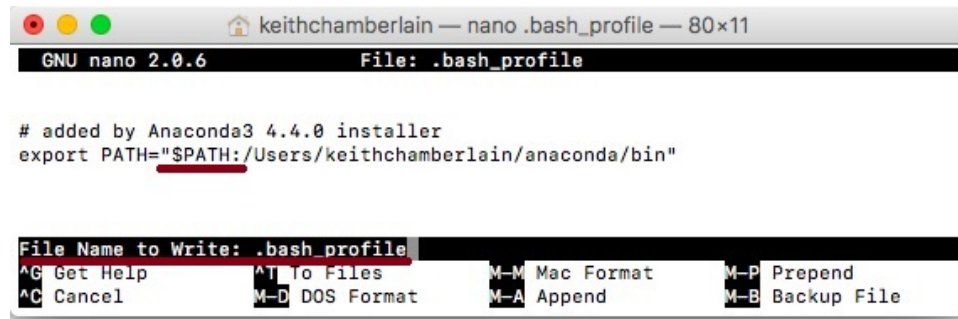 keithchamberlain — nano .bash_profile — 80×11
GNU nano 2.0.6 File: .bash_profile
# added by Anaconda3 4.4.0 installer
export PATH="$PATH:/Users/keithchamberlain/anaconda/bin"
File Name to Write: .bash_profile
^G Get Help ^T To Files M-M Mac Format M-P Prepend
^C Cancel M-D DOS Format M-A Append M-B Backup File